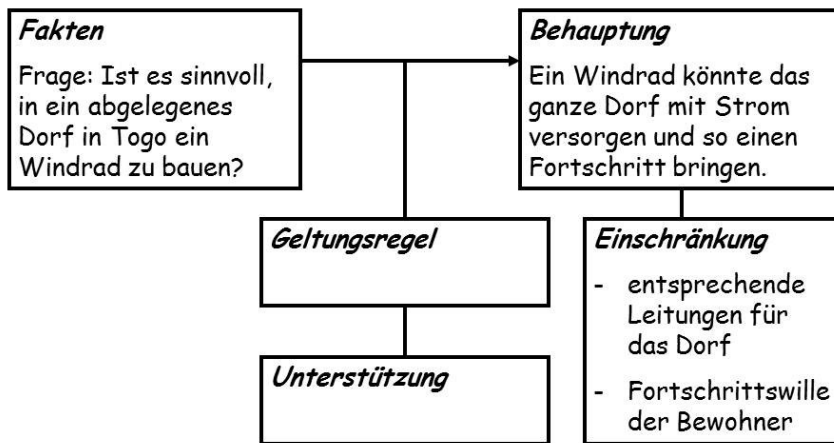 Fakten
Frage: Ist es sinnvoll,
in ein abgelegenes
Dorf in Togo ein
Windrad zu bauen?
Behauptung
Ein Windrad könnte das
ganze Dorf mit Strom
versorgen und so einen
Fortschritt bringen.
Geltungsregel
Unterstützung
Einschränkung
- entsprechende
Leitungen für
das Dorf
- Fortschrittswille
der Bewohner